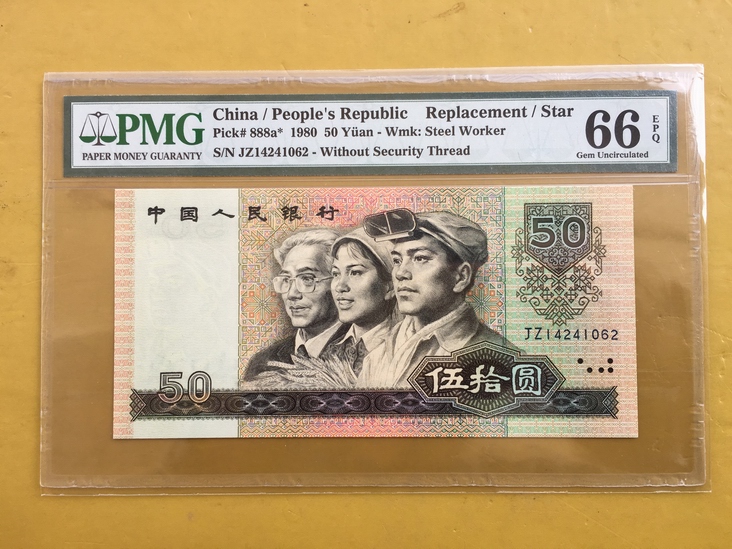 PMG
PAPER MONEY GUARANTY
China / People's Republic Replacement / Star
Pick# 888a* 1980 50 Yüan - Wmk: Steel Worker
S/N JZ14241062 - Without Security Thread
66 EPQ
Gem Uncirculated
中国人民银行
50
JZ14241062
伍拾圆
50